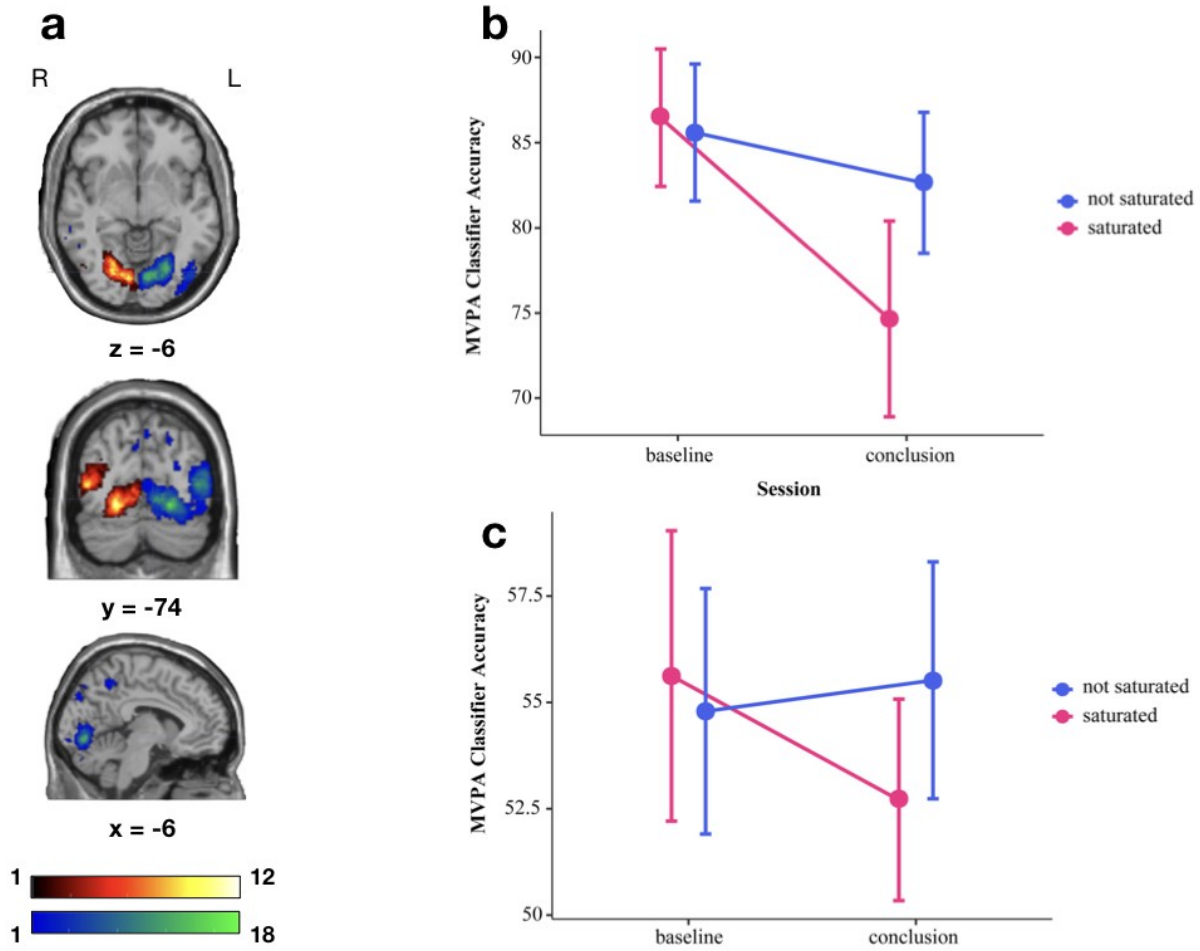 a
R L
z = -6
y = -74
x = -6
1 12
1 18
b
MVPA Classifier Accuracy
90
85
80
75
70
baseline conclusion
Session
not saturated
saturated
c
MVPA Classifier Accuracy
57.5
55
52.5
50
baseline conclusion
not saturated
saturated